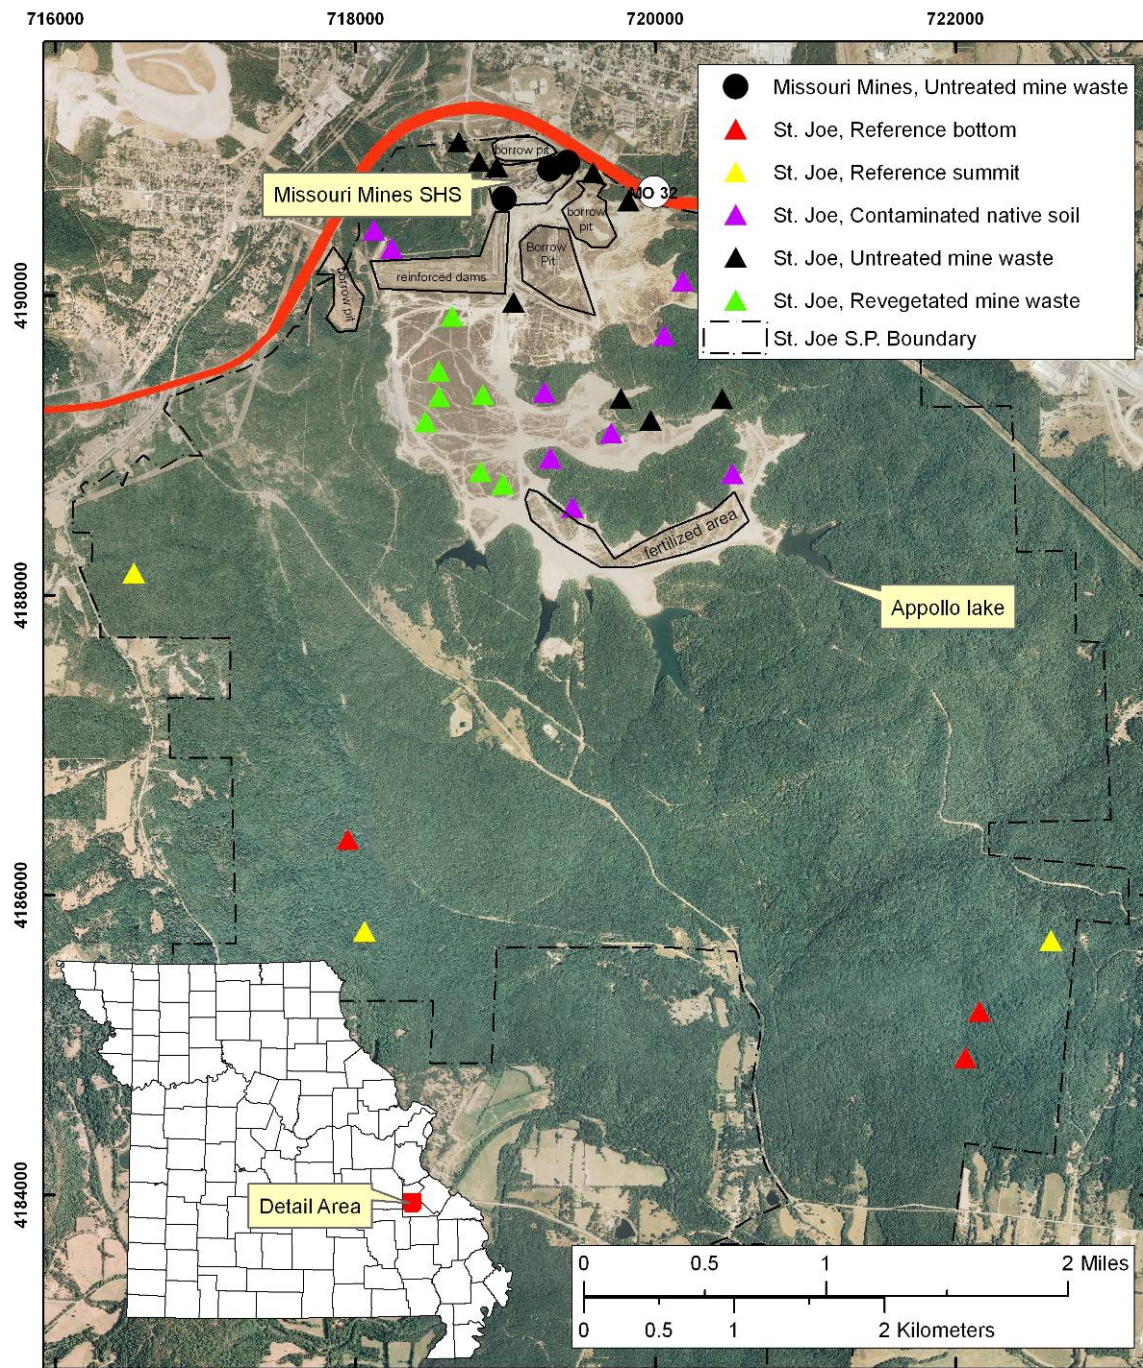 716000
718000
720000
722000
Missouri Mines, Untreated mine waste
St. Joe, Reference bottom
St. Joe, Reference summit
St. Joe, Contaminated native soil
St. Joe, Untreated mine waste
St. Joe, Revegetated mine waste
St. Joe S.P. Boundary
borrow pit
Missouri Mines SHS
MO 32
borrow
pit
Borrow
Pit
reinforced dams
borrow pit
4190000
fertilized area
4188000
Appollo lake
4186000
4184000
Detail Area
0 0.5 1 2 Miles
0 0.5 1 2 Kilometers